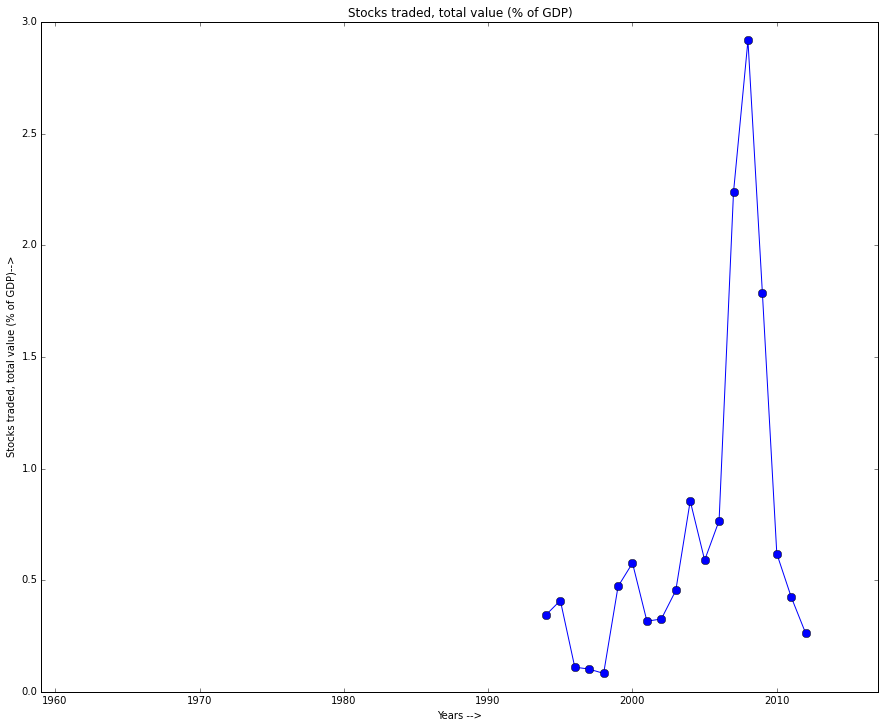 Stocks traded, total value (% of GDP)
3.0
2.5
2.0
1.5
1.0
0.5
0.0
Stocks traded, total value (% of GDP)-->
1960 1970 1980 1990 2000 2010
Years -->